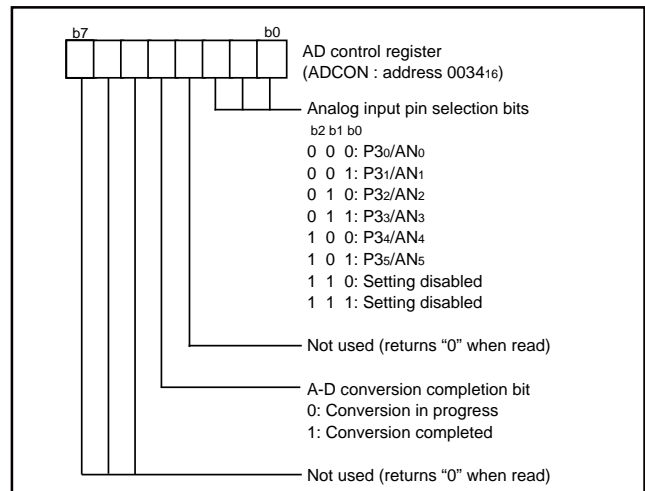 b7 b0
AD control register
(ADCON : address 003416)
Analog input pin selection bits
b2 b1 b0
0 0 0: P30/AN0
0 0 1: P31/AN1
0 1 0: P32/AN2
0 1 1: P33/AN3
1 0 0: P34/AN4
1 0 1: P35/AN5
1 1 0: Setting disabled
1 1 1: Setting disabled
Not used (returns “0” when read)
A-D conversion completion bit
0: Conversion in progress
1: Conversion completed
Not used (returns “0” when read)